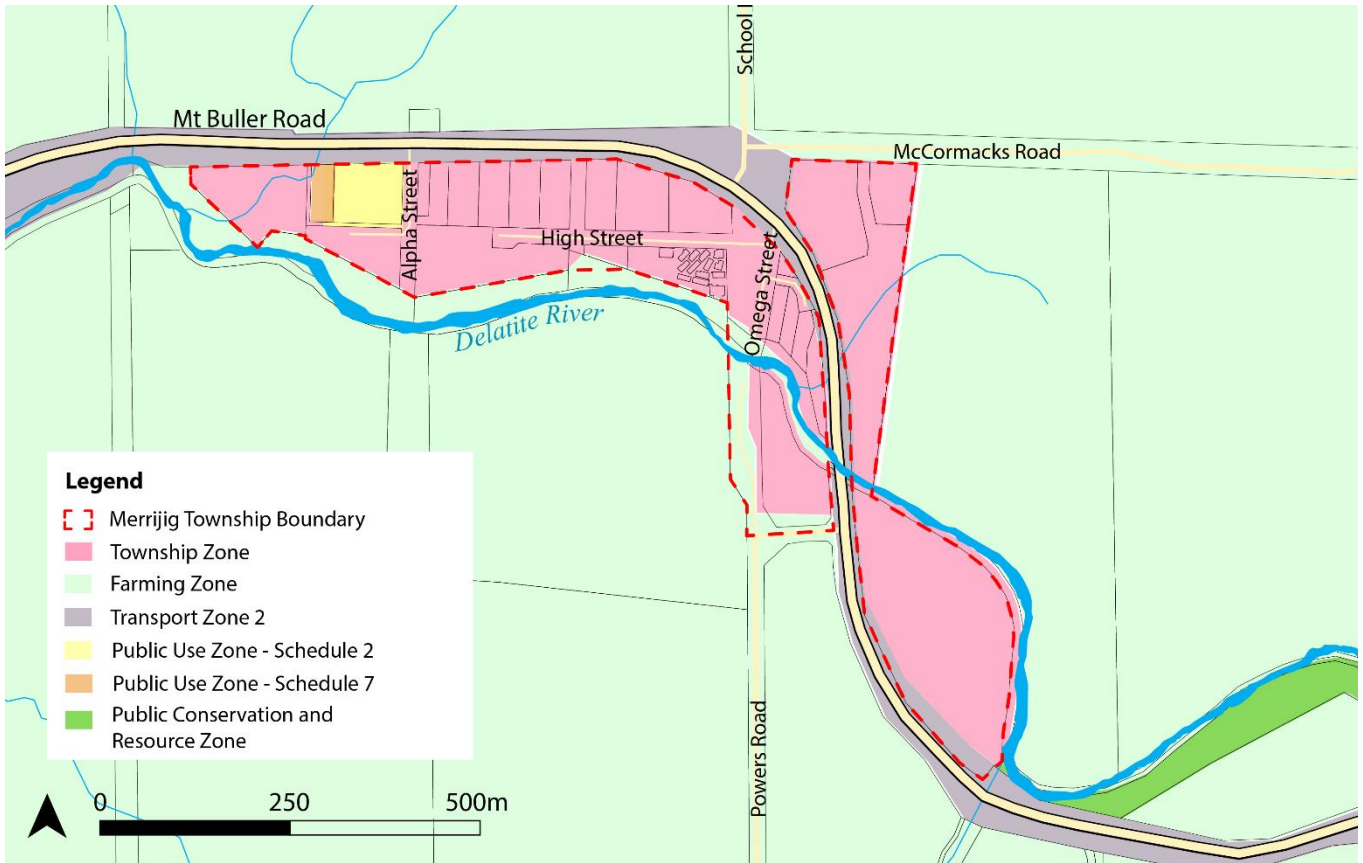 School
Mt Buller Road
McCormacks Road
Alpha Street
High Street
Omega Street
Delatite River
Legend
Merrijig Township Boundary
Township Zone
Farming Zone
Transport Zone 2
Public Use Zone - Schedule 2
Public Use Zone - Schedule 7
Public Conservation and
Resource Zone
Powers Road
0 250 500m